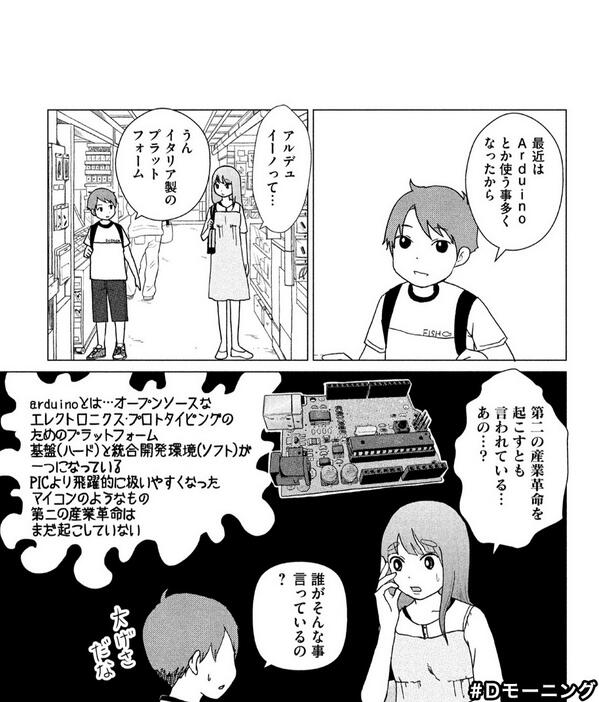 最近は
Arduino
とか使う事多く
なったから
FISH
アルデュ
イーノって…
うん
イタリア製の
プラット
フォーム
第二の産業革命を
起こすとも
言われている…
あの…?
arduinoとは…オープンソースな
エレクトロニクス・プロトタイピングの
ためのプラットフォーム
基盤(ハード)と統合開発環境(ソフト)が
一つになっている
PICより飛躍的に扱いやすくなった
マイコンのようなもの
第二の産業革命は
まだ起こしていない
誰がそんな事
言っているの
?
大げさ
だな
#Dモーニング